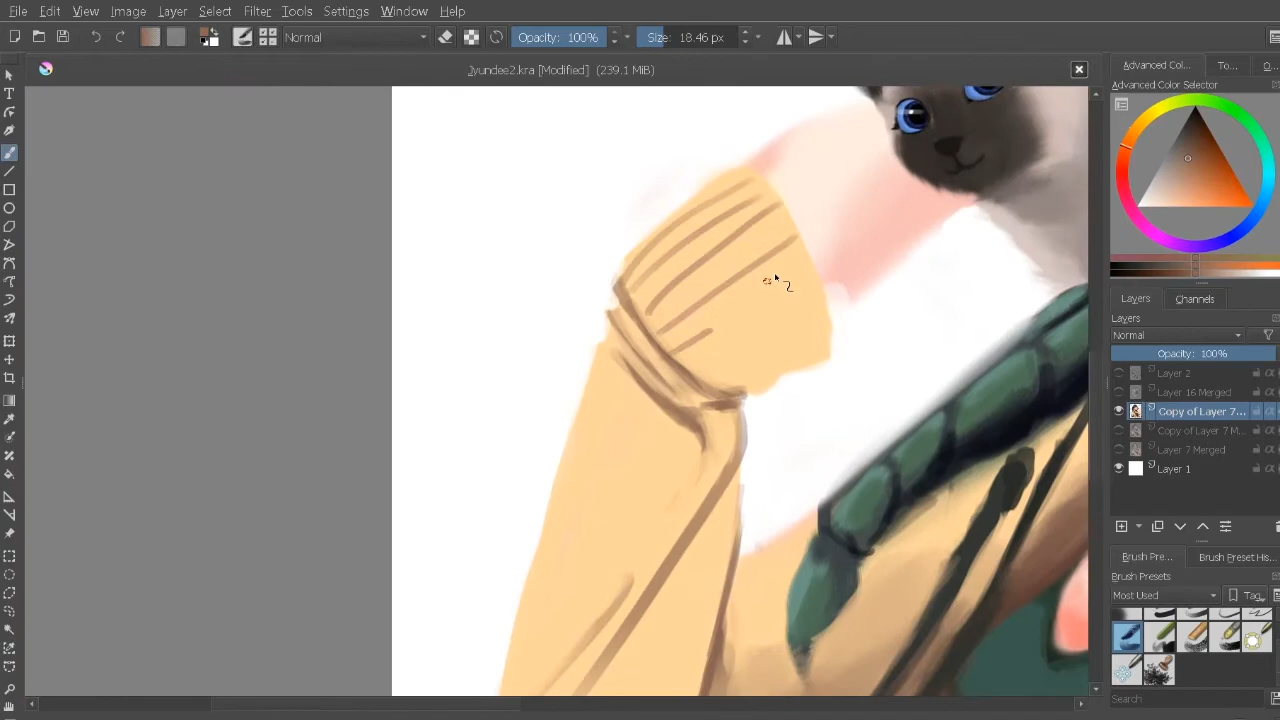 File Edit View Image Layer Select Filter Tools Settings Window Help
Normal Opacity: 100% Size: 18.46 px
Jyundee2.kra [Modified] (239.1 MiB)
Advanced Col... To... O...
Advanced Color Selector
Layers Channels
Layers
Normal
Opacity: 100%
Layer 2
Layer 16 Merged
Copy of Layer 7...
Copy of Layer 7 M...
Layer 7 Merged
Layer 1
Brush Pre... Brush Preset His...
Brush Presets
Most Used Tag
Search